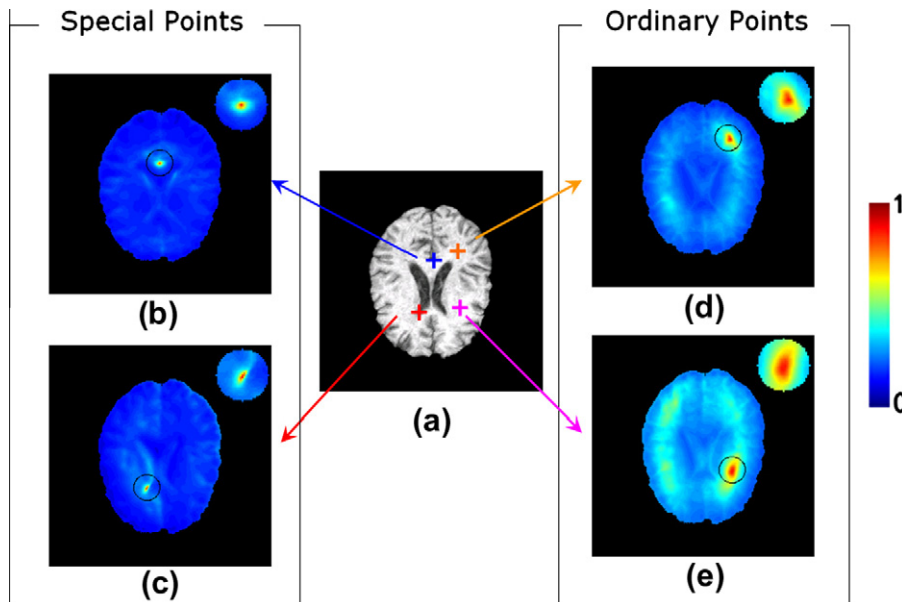 Special Points
Ordinary Points
(b)
(d)
(a)
(c)
(e)
1
0